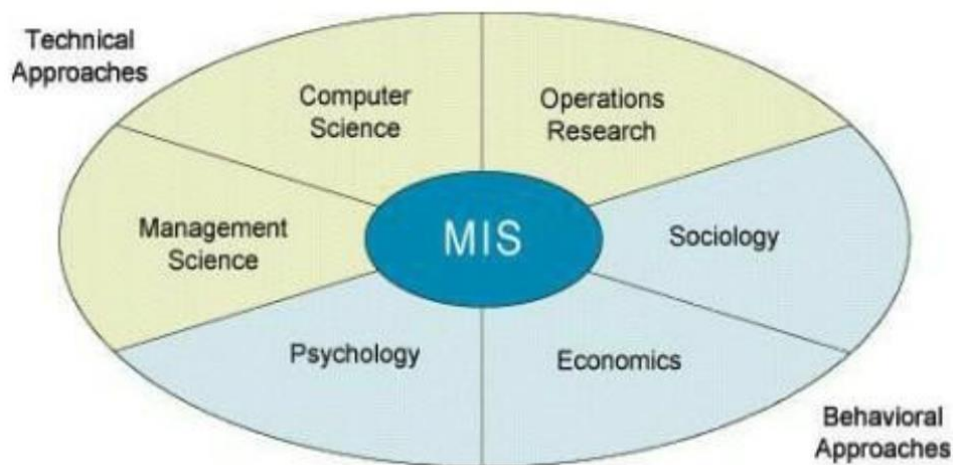 Technical
Approaches
Computer
Science
Operations
Research
Management
Science
MIS
Sociology
Psychology
Economics
Behavioral
Approaches